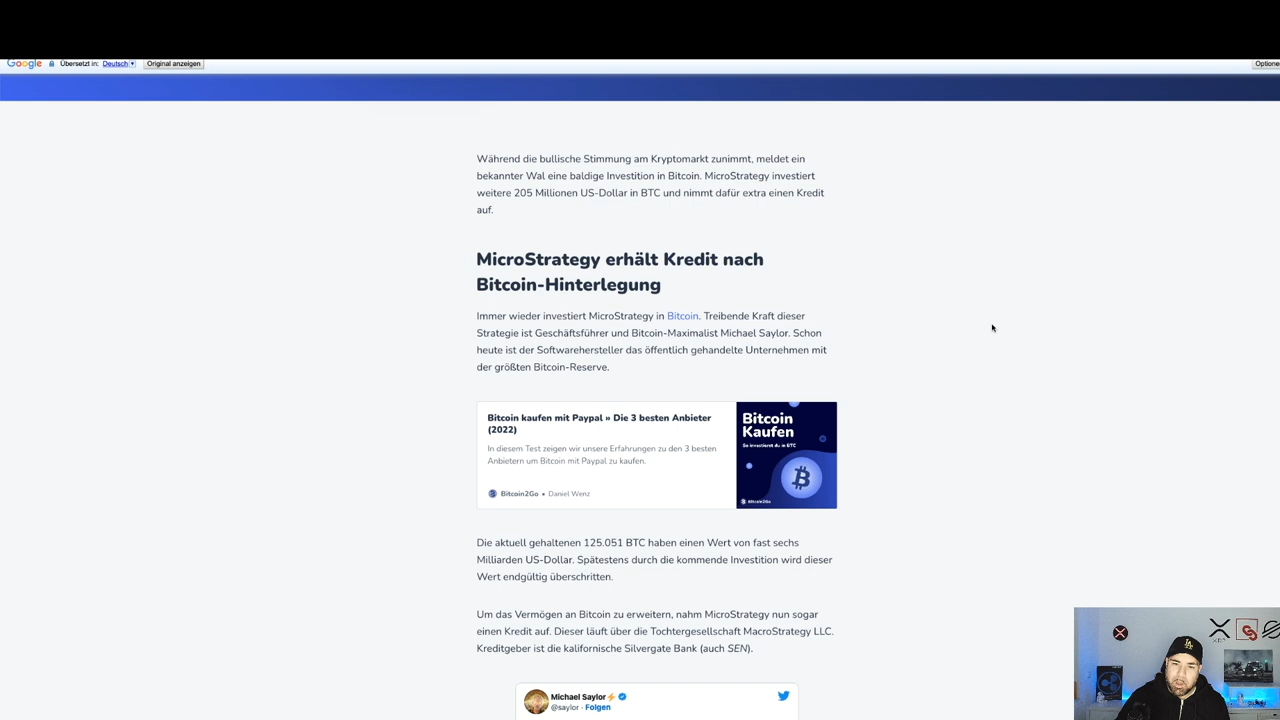 Google Übersetzt in: Deutsch Original anzeigen Optione
Während die bullische Stimmung am Kryptomarkt zunimmt, meldet ein
bekannter Wal eine baldige Investition in Bitcoin. MicroStrategy investiert
weitere 205 Millionen US-Dollar in BTC und nimmt dafür extra einen Kredit
auf.
MicroStrategy erhält Kredit nach
Bitcoin-Hinterlegung
Immer wieder investiert MicroStrategy in Bitcoin. Treibende Kraft dieser
Strategie ist Geschäftsführer und Bitcoin-Maximalist Michael Saylor. Schon
heute ist der Softwarehersteller das öffentlich gehandelte Unternehmen mit
der größten Bitcoin-Reserve.
Bitcoin kaufen mit Paypal » Die 3 besten Anbieter
(2022)
In diesem Test zeigen wir unsere Erfahrungen zu den 3 besten
Anbietern um Bitcoin mit Paypal zu kaufen.
Bitcoin2Go • Daniel Wenz
Bitcoin
Kaufen
So investierst du in BTC
Bitcoin2Go
Die aktuell gehaltenen 125.051 BTC haben einen Wert von fast sechs
Milliarden US-Dollar. Spätestens durch die kommende Investition wird dieser
Wert endgültig überschritten.
Um das Vermögen an Bitcoin zu erweitern, nahm MicroStrategy nun sogar
einen Kredit auf. Dieser läuft über die Tochtergesellschaft MacroStrategy LLC.
Kreditgeber ist die kalifornische Silvergate Bank (auch SEN).
Michael Saylor⚡
@saylor · Folgen
LA